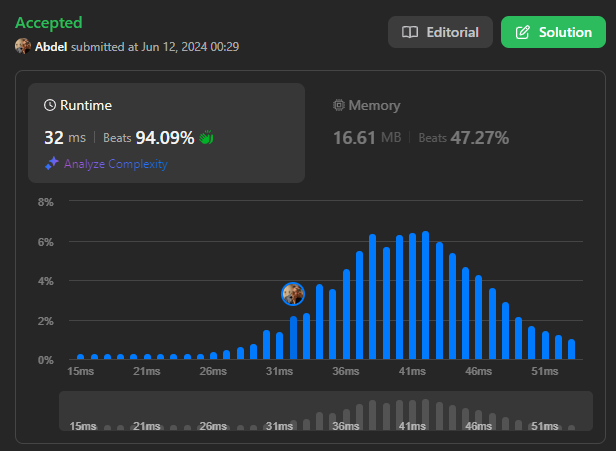 Accepted
Abdel submitted at Jun 12, 2024 00:29
Editorial
Solution
Runtime
32 ms | Beats 94.09%
Analyze Complexity
Memory
16.61 MB | Beats 47.27%
8%
6%
4%
2%
0%
15ms 21ms 26ms 31ms 36ms 41ms 46ms 51ms
15ms 21ms 26ms 31ms 36ms 41ms 46ms 51ms